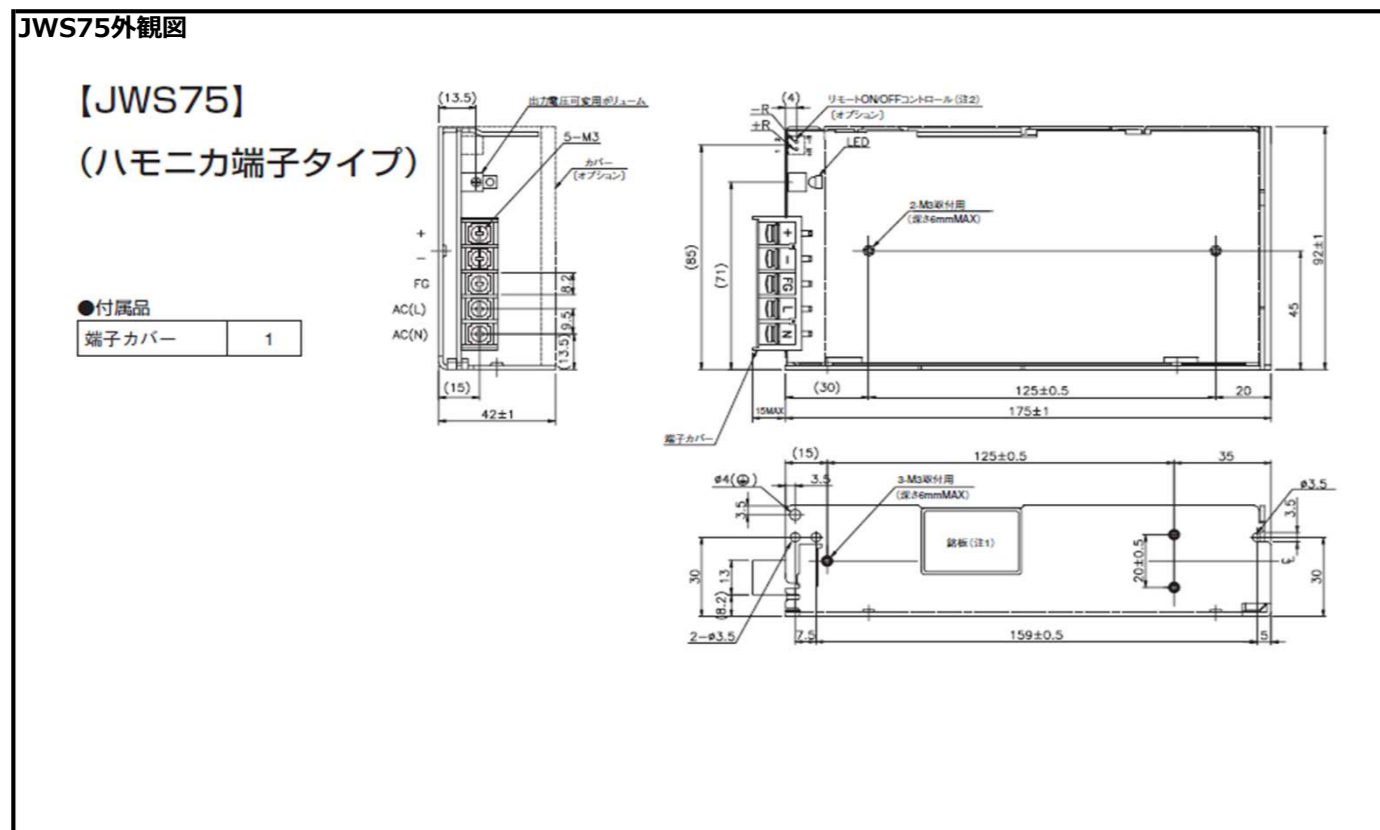 JWS75外観図
【JWS75】
(ハモニカ端子タイプ)
●付属品
端子カバー 1
(13.5)
出力電圧可変用ボリューム
5-M3
カバー
(オプション)
+
-
FG
AC(L)
AC(N)
8.2
9.5
(13.5)
(15)
42±1
(4)
リモートON/OFFコントロール(注2)
(オプション)
-R
+R
LED
2-M3取付用
(深さ6mmMAX)
+
-
FG
L
N
(85)
(71)
92±1
45
(30)
125±0.5
20
15MAX
175±1
端子カバー
(15)
125±0.5
35
ø4(⏚)
3.5
3-M3取付用
(深さ6mmMAX)
ø3.5
3.5
3.5
銘板(注1)
20±0.5
30
13
(8.2)
30
2-ø3.5
7.5
159±0.5
5